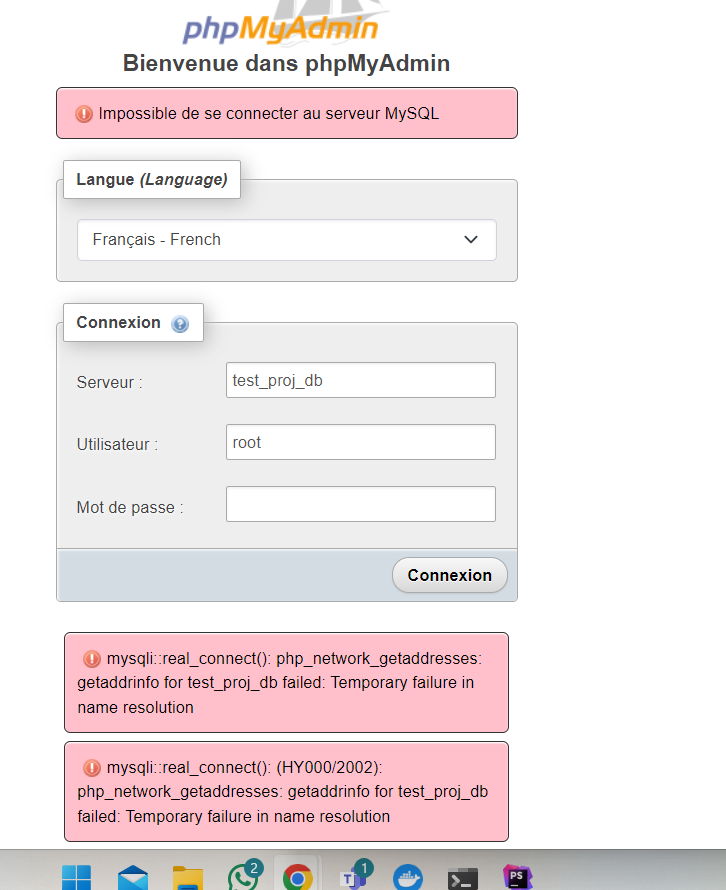 phpMyAdmin
Bienvenue dans phpMyAdmin
Impossible de se connecter au serveur MySQL
Langue (Language)
Français - French
Connexion
Serveur :
test_proj_db
Utilisateur :
root
Mot de passe :
Connexion
mysqli::real_connect(): php_network_getaddresses:
getaddrinfo for test_proj_db failed: Temporary failure in
name resolution
mysqli::real_connect(): (HY000/2002):
php_network_getaddresses: getaddrinfo for test_proj_db
failed: Temporary failure in name resolution
2
1
PS